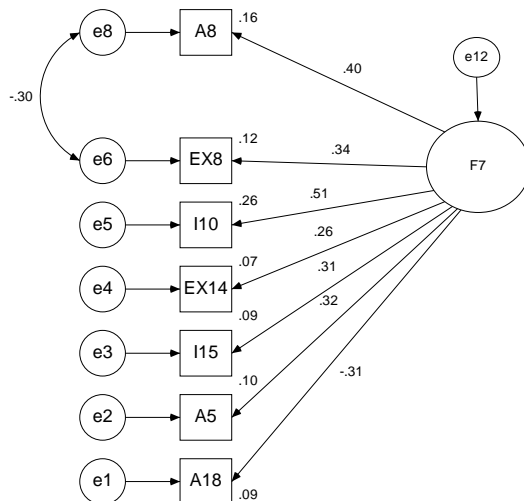 e8
A8
.16
e12
.40
-.30
e6
EX8
.12
.34
F7
e5
I10
.26
.51
.26
e4
EX14
.07
.31
.32
e3
I15
.09
-.31
e2
A5
.10
e1
A18
.09